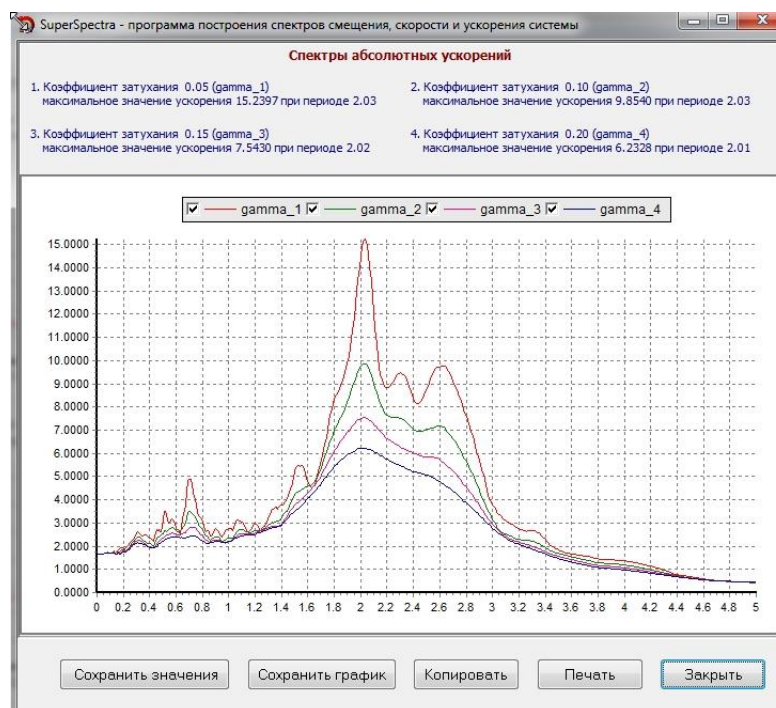 SuperSpectra - программа построения спектров смещения, скорости и ускорения системы
Спектры абсолютных ускорений
1. Коэффициент затухания 0.05 (gamma_1)
максимальное значение ускорения 15.2397 при периоде 2.03
2. Коэффициент затухания 0.10 (gamma_2)
максимальное значение ускорения 9.8540 при периоде 2.03
3. Коэффициент затухания 0.15 (gamma_3)
максимальное значение ускорения 7.5430 при периоде 2.02
4. Коэффициент затухания 0.20 (gamma_4)
максимальное значение ускорения 6.2328 при периоде 2.01
gamma_1 gamma_2 gamma_3 gamma_4
15.0000
14.0000
13.0000
12.0000
11.0000
10.0000
9.0000
8.0000
7.0000
6.0000
5.0000
4.0000
3.0000
2.0000
1.0000
0.0000
0 0.2 0.4 0.6 0.8 1 1.2 1.4 1.6 1.8 2 2.2 2.4 2.6 2.8 3 3.2 3.4 3.6 3.8 4 4.2 4.4 4.6 4.8 5
Сохранить значения Сохранить график Копировать Печать Закрыть